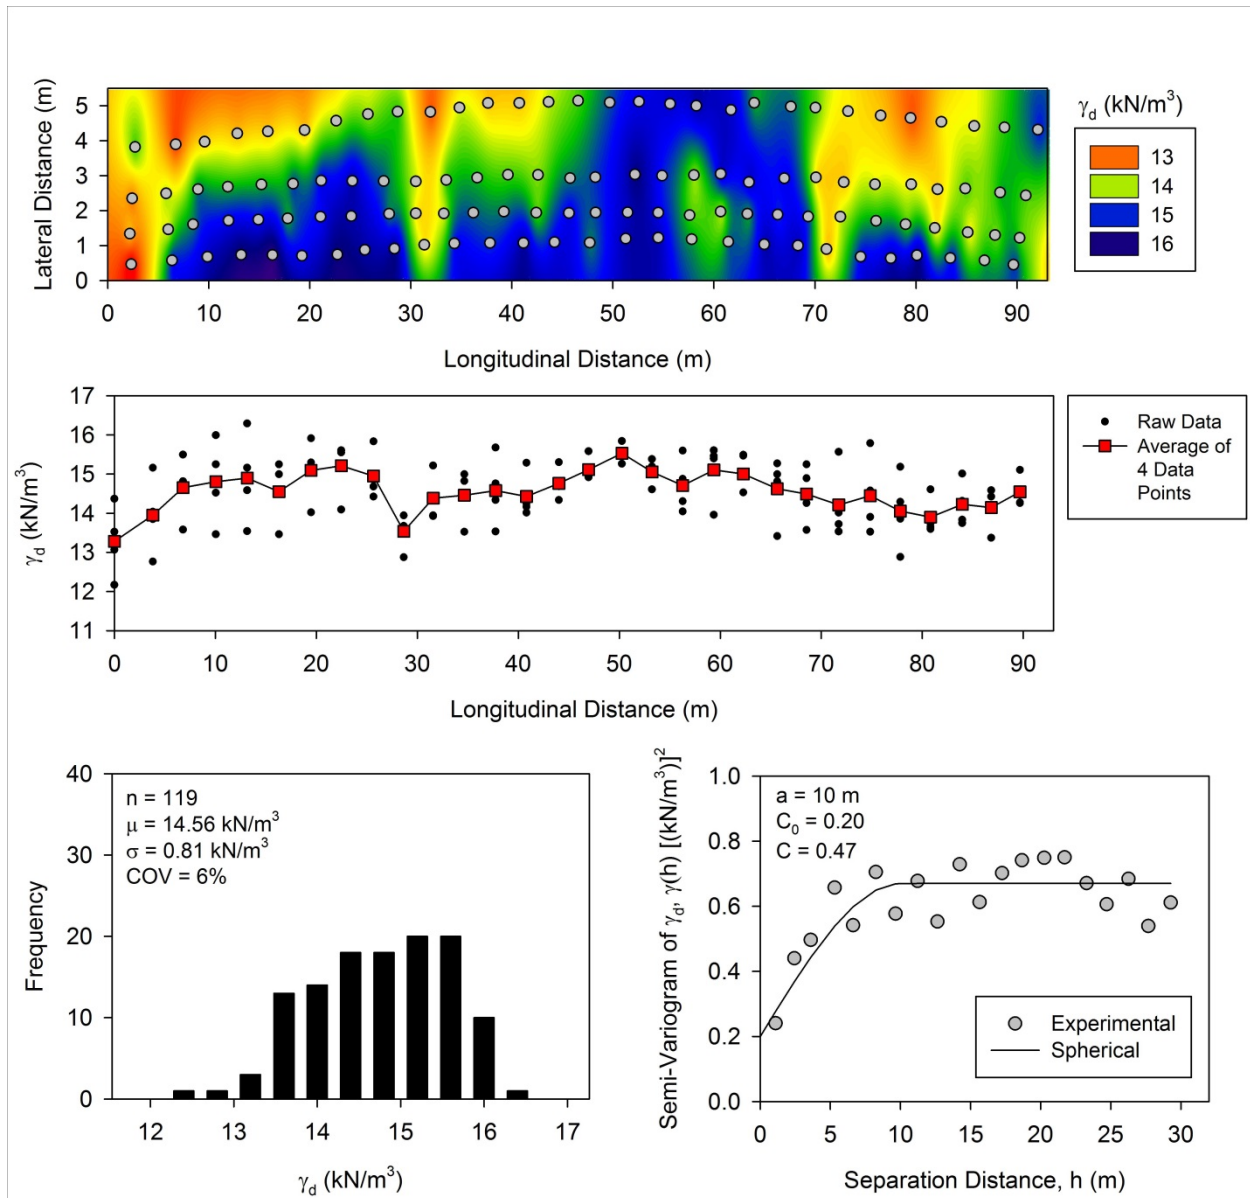 γd (kN/m³)
5
4
3
2
1
0
Lateral Distance (m)
13
14
15
16
0 10 20 30 40 50 60 70 80 90
Longitudinal Distance (m)
17
16
15
14
13
12
11
γd (kN/m³)
Raw Data
Average of
4 Data
Points
0 10 20 30 40 50 60 70 80 90
Longitudinal Distance (m)
40
30
20
10
0
Frequency
n = 119
μ = 14.56 kN/m³
σ = 0.81 kN/m³
COV = 6%
12 13 14 15 16 17
γd (kN/m³)
1.0
0.8
0.6
0.4
0.2
0.0
Semi-Variogram of γd, γ(h) [(kN/m³)]²
a = 10 m
C₀ = 0.20
C = 0.47
Experimental
Spherical
0 5 10 15 20 25 30
Separation Distance, h (m)